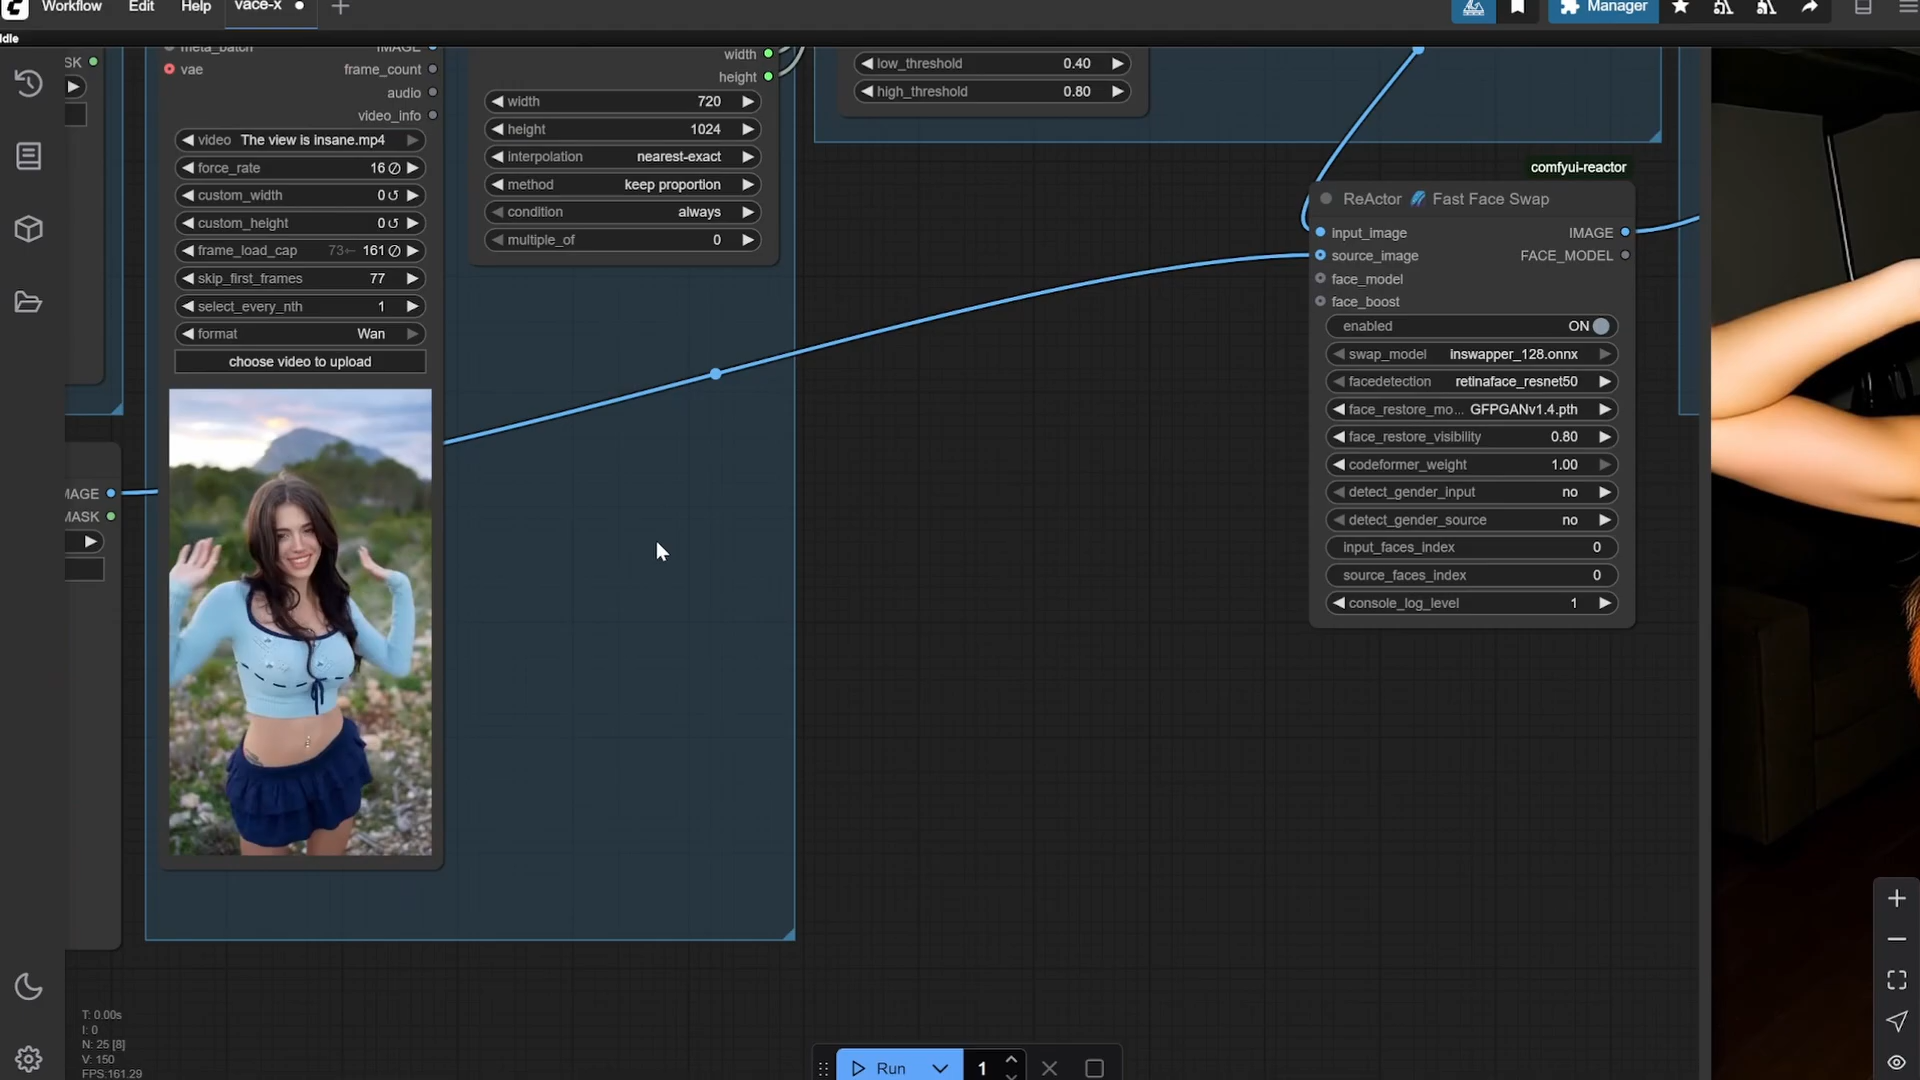 Workflow
Edit
Help
vace-x
Manager
dle
meta_batch
IMAGE
vae
frame_count
audio
video_info
video The view is insane.mp4
force_rate 16
custom_width 0
custom_height 0
frame_load_cap 73← 161
skip_first_frames 77
select_every_nth 1
format Wan
choose video to upload
SK
MAGE
MASK
width
height
width 720
height 1024
interpolation nearest-exact
method keep proportion
condition always
multiple_of 0
low_threshold 0.40
high_threshold 0.80
comfyui-reactor
ReActor Fast Face Swap
input_image IMAGE
source_image FACE_MODEL
face_model
face_boost
enabled ON
swap_model inswapper_128.onnx
facedetection retinaface_resnet50
face_restore_mo... GFPGANv1.4.pth
face_restore_visibility 0.80
codeformer_weight 1.00
detect_gender_input no
detect_gender_source no
input_faces_index 0
source_faces_index 0
console_log_level 1
T: 0.00s
I: 0
N: 25 [8]
V: 150
FPS:161.29
Run
1